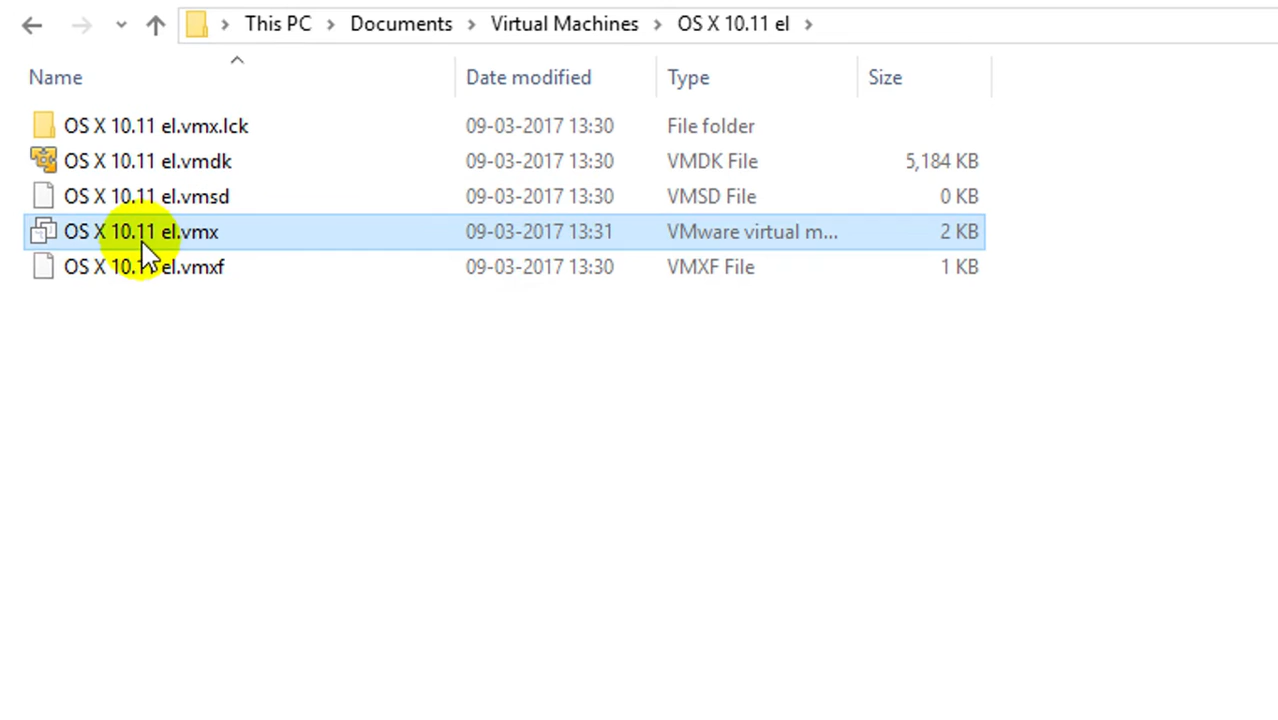 This PC > Documents > Virtual Machines > OS X 10.11 el >
Name Date modified Type Size
OS X 10.11 el.vmx.lck 09-03-2017 13:30 File folder
OS X 10.11 el.vmdk 09-03-2017 13:30 VMDK File 5,184 KB
OS X 10.11 el.vmsd 09-03-2017 13:30 VMSD File 0 KB
OS X 10.11 el.vmx 09-03-2017 13:31 VMware virtual m... 2 KB
OS X 10.11 el.vmxf 09-03-2017 13:30 VMXF File 1 KB